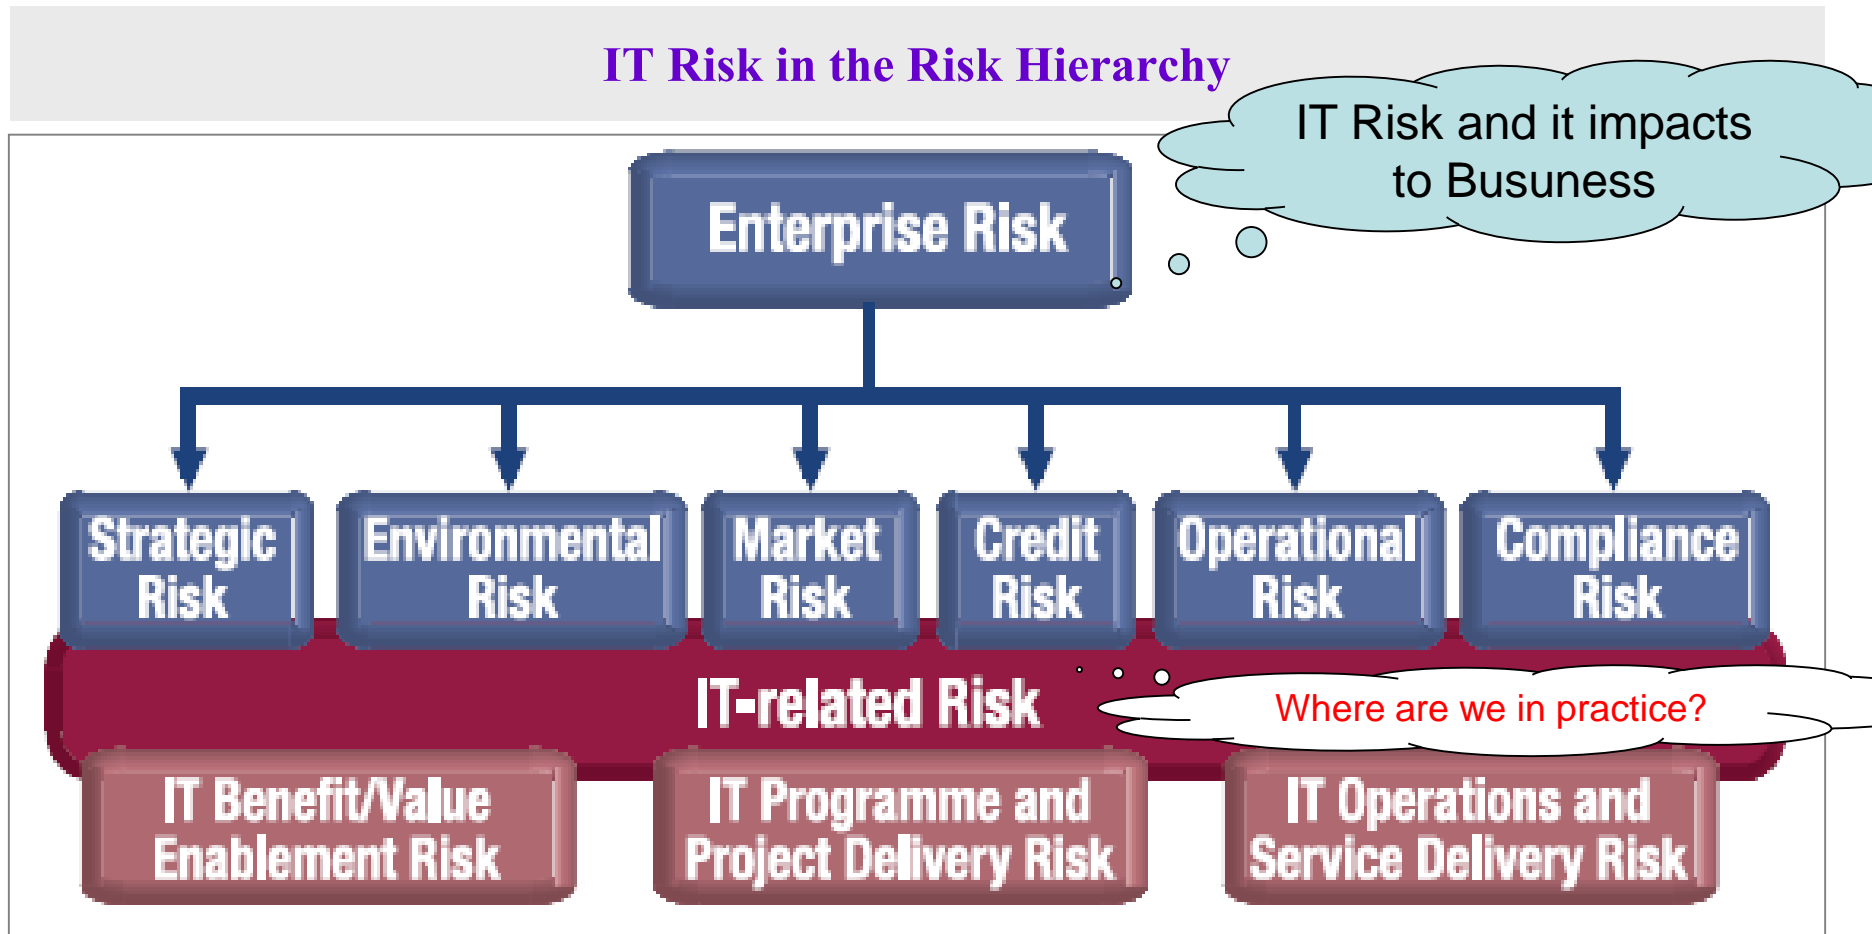 IT Risk in the Risk Hierarchy
IT Risk and it impacts
to Busuness
Enterprise Risk
Strategic
Risk
Environmental
Risk
Market
Risk
Credit
Risk
Operational
Risk
Compliance
Risk
IT-related Risk
Where are we in practice?
IT Benefit/Value
Enablement Risk
IT Programme and
Project Delivery Risk
IT Operations and
Service Delivery Risk